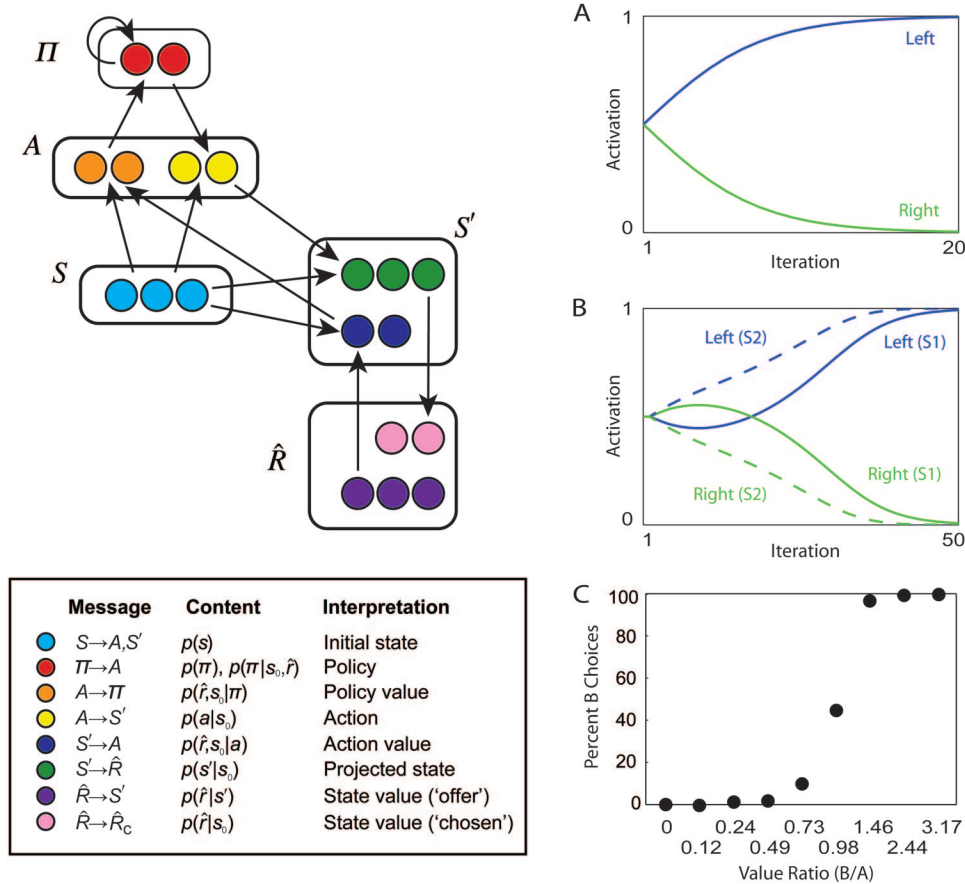 Π
A
S
S′
R̂
Message Content Interpretation
S→A,S′ p(s) Initial state
Π→A p(π), p(π|s₀,r̂) Policy
A→Π p(r̂,s₀|π) Policy value
A→S′ p(a|s₀) Action
S′→A p(r̂,s₀|a) Action value
S′→R̂ p(s′|s₀) Projected state
R̂→S′ p(r̂|s′) State value (‘offer’)
R̂→R̂c p(r̂|s₀) State value (‘chosen’)
A
1
Left
Activation
Right
0
1 20
Iteration
B
1
Left (S2)
Left (S1)
Activation
Right (S1)
Right (S2)
0
1 50
Iteration
C
100
80
60
40
20
0
Percent B Choices
0 0.24 0.73 1.46 3.17
0.12 0.49 0.98 2.44
Value Ratio (B/A)